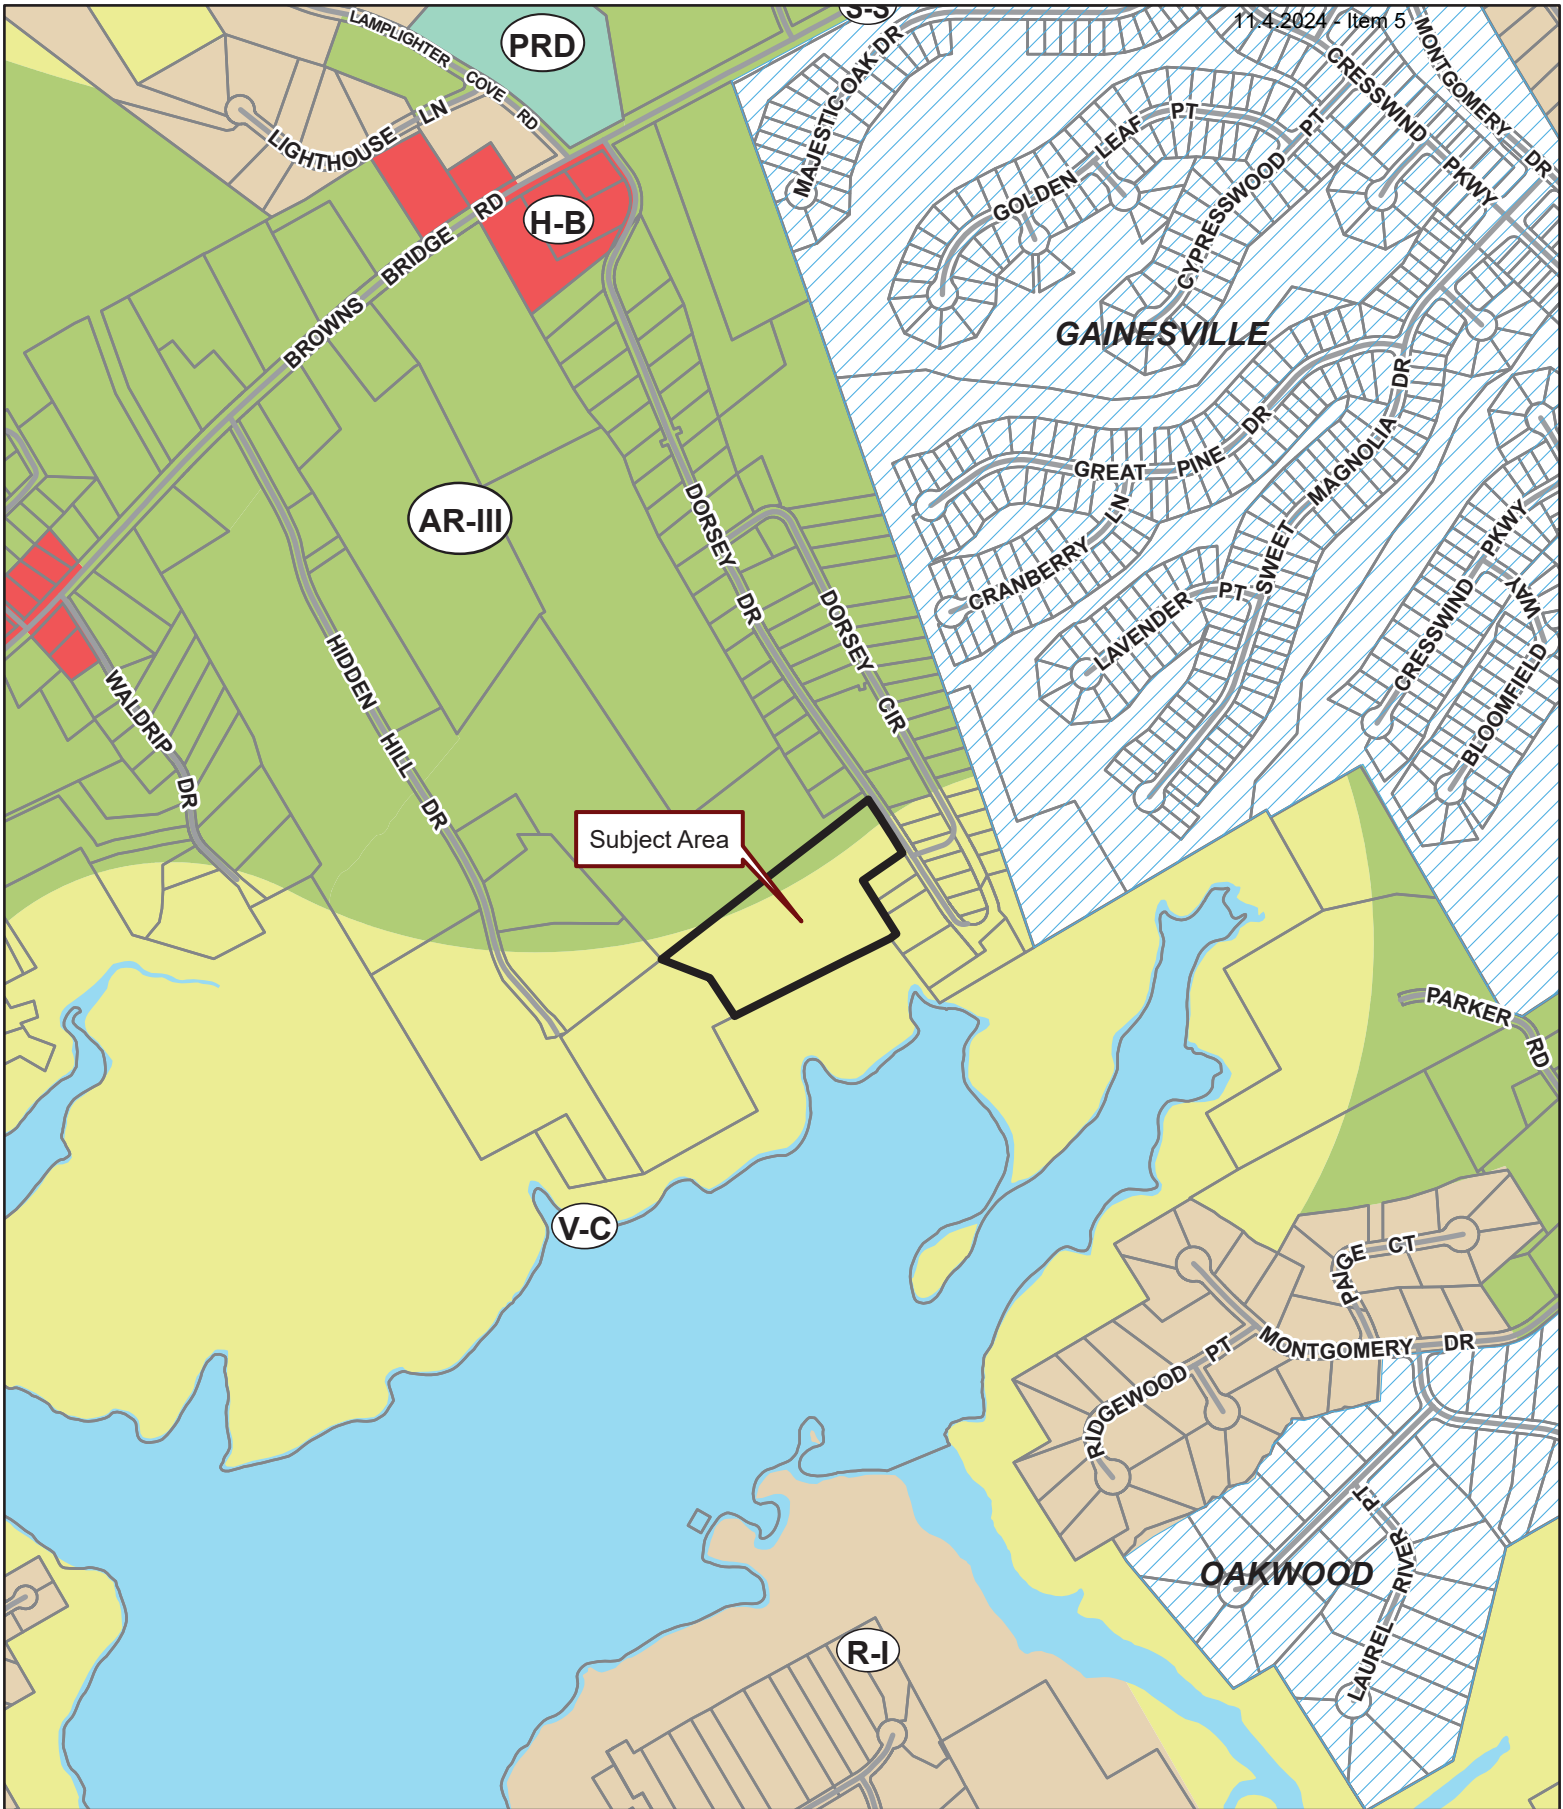 S-S
11.4.2024 - Item 5
LAMPLIGHTER COVE RD
PRD
MAJESTIC OAK DR
MONTGOMERY DR
CRESSWIND PKWY
LIGHTHOUSE LN
GOLDEN LEAF PT
CYPRESSWOOD PT
H-B
BROWNS BRIDGE RD
GAINESVILLE
GREAT PINE DR
SWEET MAGNOLIA DR
AR-III
DORSEY DR
CRANBERRY LN
CRESSWIND PKWY
LAVENDER PT
DORSEY CIR
BLOOMFIELD WAY
HIDDEN HILL DR
WALDRIP DR
Subject Area
PARKER RD
V-C
PAIGE CT
MONTGOMERY DR
RIDGEWOOD PT
OAKWOOD
LAUREL RIVER PT
R-I